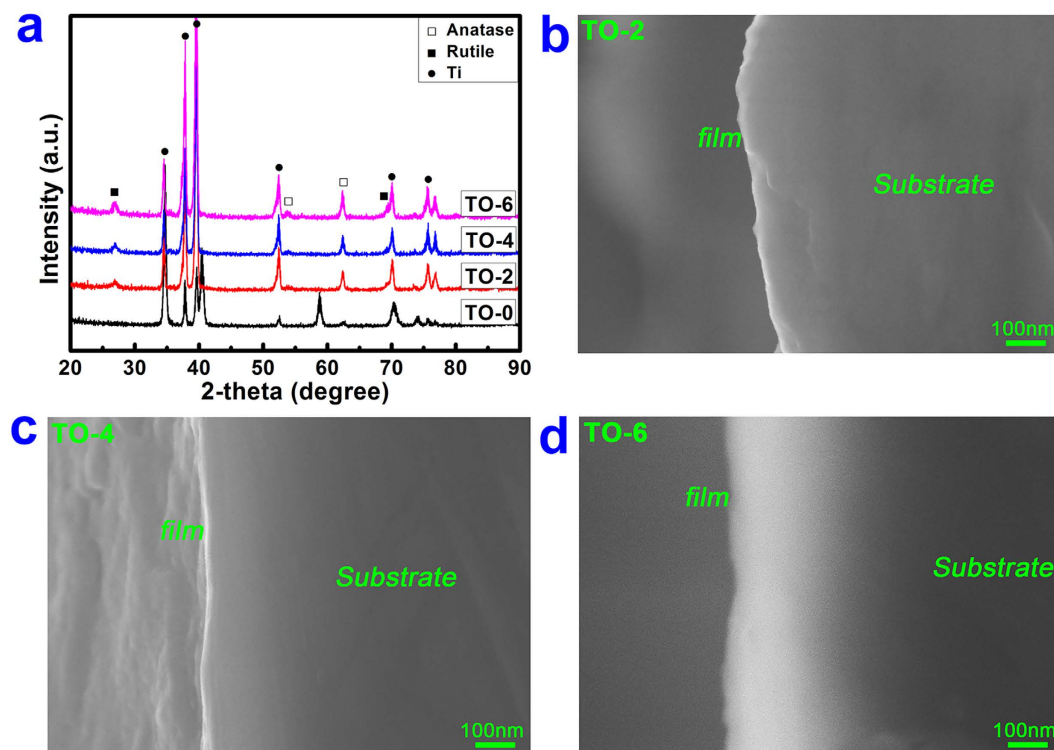 a
Intensity (a.u.)
□ Anatase
■ Rutile
● Ti
TO-6
TO-4
TO-2
TO-0
20 30 40 50 60 70 80 90
2-theta (degree)
b
TO-2
film
Substrate
100nm
c
TO-4
film
Substrate
100nm
d
TO-6
film
Substrate
100nm